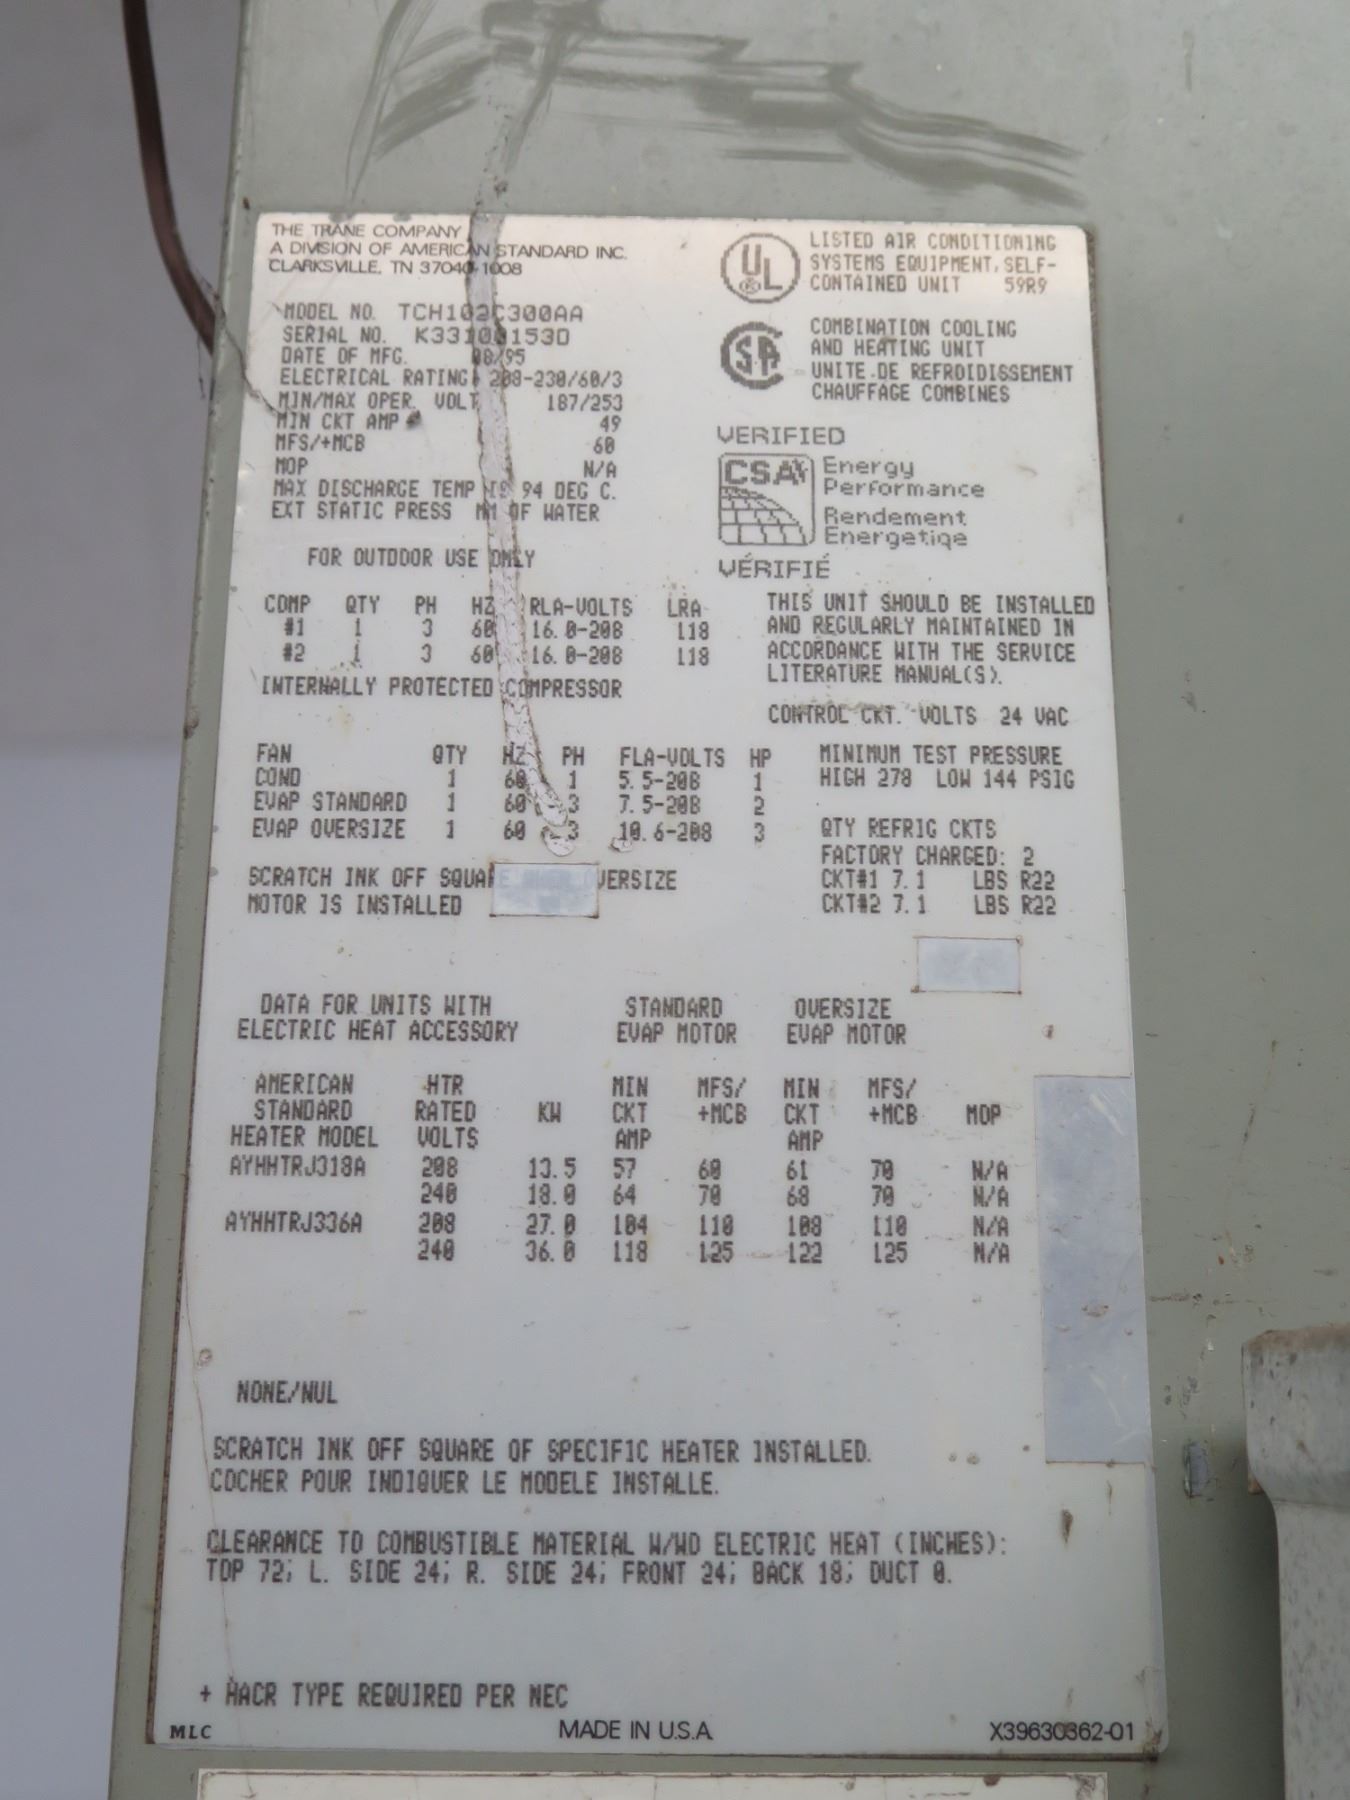 THE TRANE COMPANY
A DIVISION OF AMERICAN STANDARD INC.
CLARKSVILLE, TN 37040-1008
MODEL NO. TCH102C300AA
SERIAL NO. K33100153D
DATE OF MFG. 08/95
ELECTRICAL RATING 208-230/60/3
MIN/MAX OPER. VOLT 187/253
MIN CKT AMP 49
MFS/+MCB 60
MOP N/A
MAX DISCHARGE TEMP IS 94 DEG C.
EXT STATIC PRESS MM OF WATER
FOR OUTDOOR USE ONLY
UL
LISTED AIR CONDITIONING
SYSTEMS EQUIPMENT, SELF-
CONTAINED UNIT 59R9
SA
COMBINATION COOLING
AND HEATING UNIT
UNITE DE REFROIDISSEMENT
CHAUFFAGE COMBINES
VERIFIED
CSA
Energy
Performance
Rendement
Energetiqe
VÉRIFIÉ
COMP QTY PH HZ RLA-VOLTS LRA
#1 1 3 60 16.0-208 118
#2 1 3 60 16.0-208 118
INTERNALLY PROTECTED COMPRESSOR
THIS UNIT SHOULD BE INSTALLED
AND REGULARLY MAINTAINED IN
ACCORDANCE WITH THE SERVICE
LITERATURE MANUAL(S).
CONTROL CKT. VOLTS 24 VAC
FAN QTY HZ PH FLA-VOLTS HP
COND 1 60 1 5.5-208 1
EVAP STANDARD 1 60 3 7.5-208 2
EVAP OVERSIZE 1 60 3 10.6-208 3
MINIMUM TEST PRESSURE
HIGH 278 LOW 144 PSIG
QTY REFRIG CKTS
FACTORY CHARGED: 2
CKT#1 7.1 LBS R22
CKT#2 7.1 LBS R22
SCRATCH INK OFF SQUARE WHEN OVERSIZE
MOTOR IS INSTALLED
DATA FOR UNITS WITH
ELECTRIC HEAT ACCESSORY
STANDARD OVERSIZE
EVAP MOTOR EVAP MOTOR
AMERICAN HTR MIN MFS/ MIN MFS/
STANDARD RATED KW CKT +MCB CKT +MCB MOP
HEATER MODEL VOLTS AMP AMP
AYHHTRJ318A 208 13.5 57 60 61 70 N/A
240 18.0 64 70 68 70 N/A
AYHHTRJ336A 208 27.0 104 110 108 110 N/A
240 36.0 118 125 122 125 N/A
NONE/NUL
SCRATCH INK OFF SQUARE OF SPECIFIC HEATER INSTALLED.
COCHER POUR INDIQUER LE MODELE INSTALLE.
CLEARANCE TO COMBUSTIBLE MATERIAL W/WO ELECTRIC HEAT (INCHES):
TOP 72; L. SIDE 24; R. SIDE 24; FRONT 24; BACK 18; DUCT 0.
+ HACR TYPE REQUIRED PER NEC
MLC MADE IN U.S.A. X39630362-01